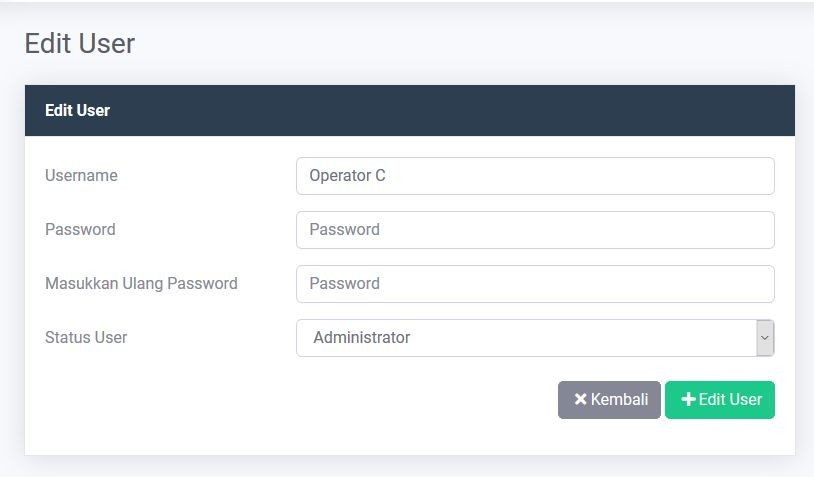 Edit User
Edit User
Username Operator C
Password Password
Masukkan Ulang Password Password
Status User Administrator
Kembali Edit User